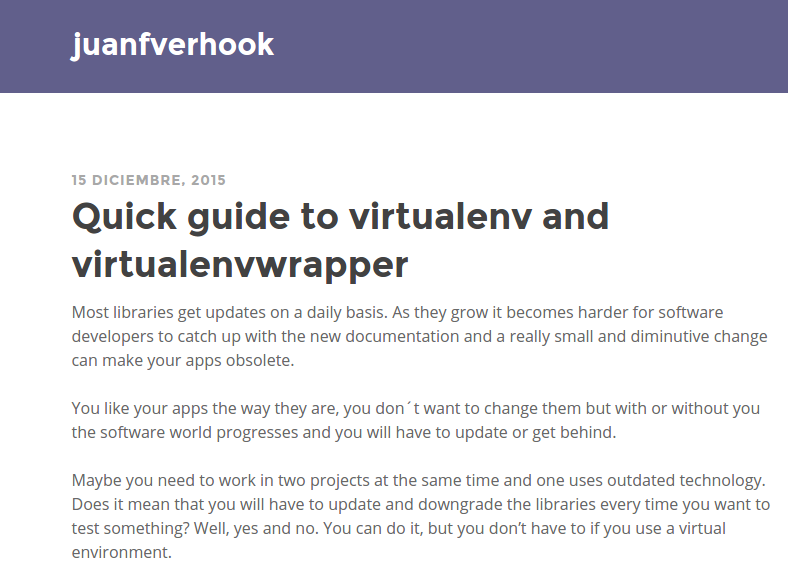 juanfverhook
15 DICIEMBRE, 2015
Quick guide to virtualenv and
virtualenvwrapper
Most libraries get updates on a daily basis. As they grow it becomes harder for software
developers to catch up with the new documentation and a really small and diminutive change
can make your apps obsolete.
You like your apps the way they are, you don´t want to change them but with or without you
the software world progresses and you will have to update or get behind.
Maybe you need to work in two projects at the same time and one uses outdated technology.
Does it mean that you will have to update and downgrade the libraries every time you want to
test something? Well, yes and no. You can do it, but you don’t have to if you use a virtual
environment.